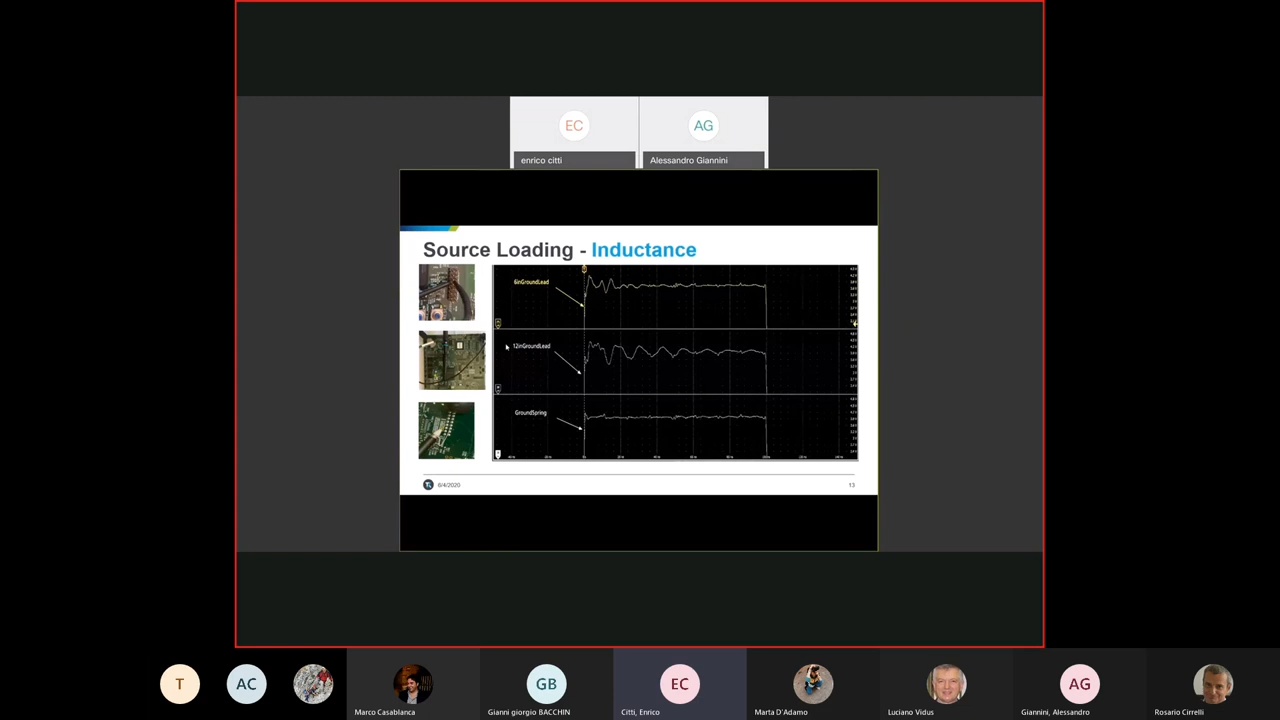 EC
AG
enrico citti
Alessandro Giannini
Source Loading - Inductance
6inGroundLead
12inGroundLead
GroundSpring
6/4/2020
13
T
AC
GB
EC
AG
Marco Casablanca
Gianni giorgio BACCHIN
Citti, Enrico
Marta D'Adamo
Luciano Vidus
Giannini, Alessandro
Rosario Cirrelli